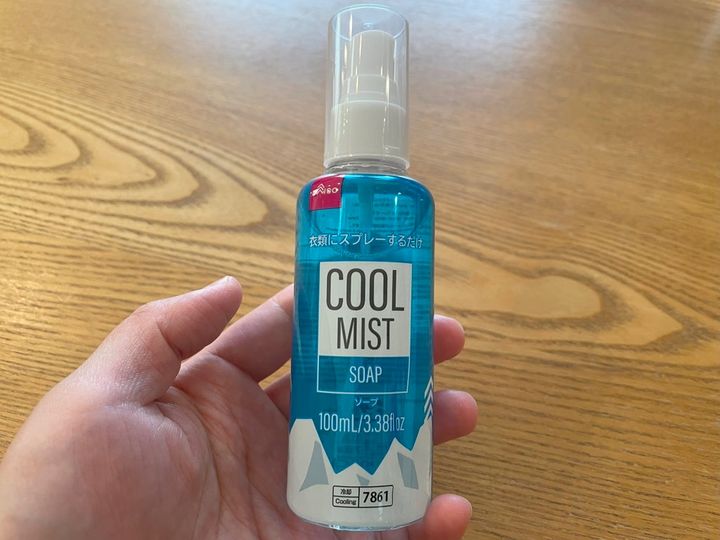 衣類にスプレーするだけ
COOL
MIST
SOAP
ソープ
100mL/3.38fl oz
冷却
Cooling
7861